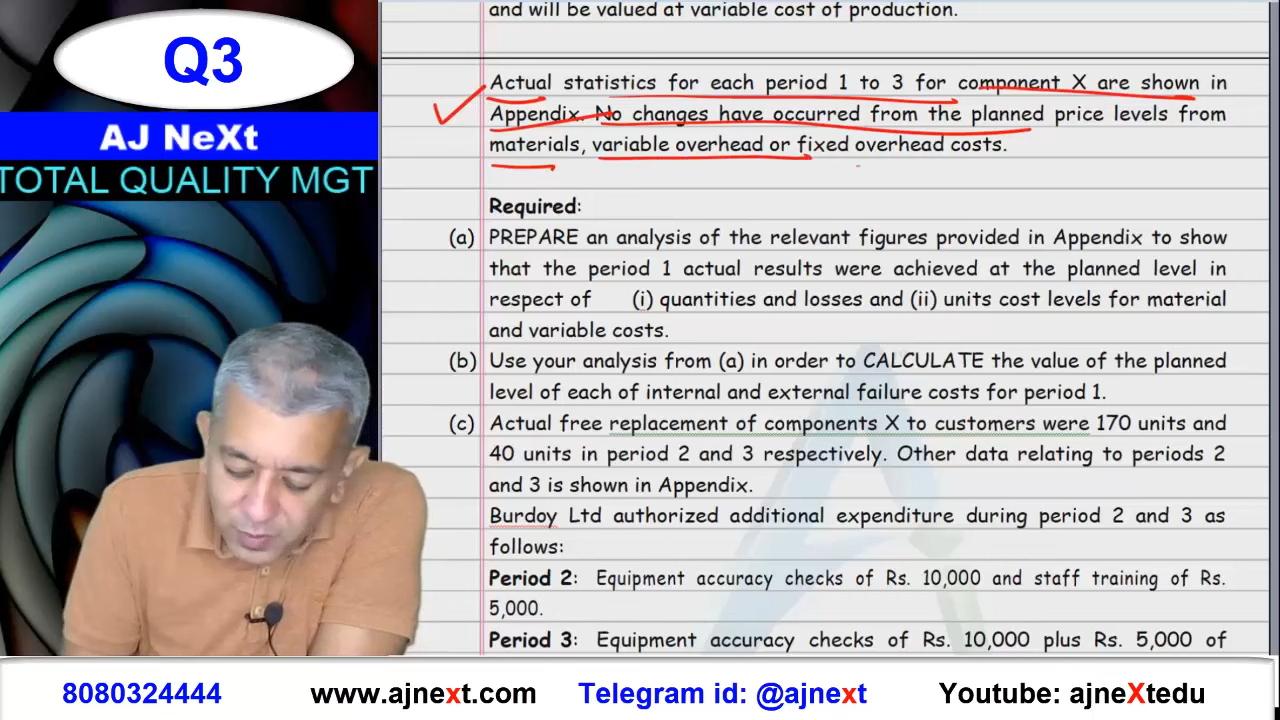 Q3
AJ NeXt
TOTAL QUALITY MGT
and will be valued at variable cost of production.
Actual statistics for each period 1 to 3 for component X are shown in
Appendix. No changes have occurred from the planned price levels from
materials, variable overhead or fixed overhead costs.
Required:
(a) PREPARE an analysis of the relevant figures provided in Appendix to show
that the period 1 actual results were achieved at the planned level in
respect of (i) quantities and losses and (ii) units cost levels for material
and variable costs.
(b) Use your analysis from (a) in order to CALCULATE the value of the planned
level of each of internal and external failure costs for period 1.
(c) Actual free replacement of components X to customers were 170 units and
40 units in period 2 and 3 respectively. Other data relating to periods 2
and 3 is shown in Appendix.
Burdoy Ltd authorized additional expenditure during period 2 and 3 as
follows:
Period 2: Equipment accuracy checks of Rs. 10,000 and staff training of Rs.
5,000.
Period 3: Equipment accuracy checks of Rs. 10,000 plus Rs. 5,000 of
8080324444 www.ajnext.com Telegram id: @ajnext Youtube: ajneXtedu